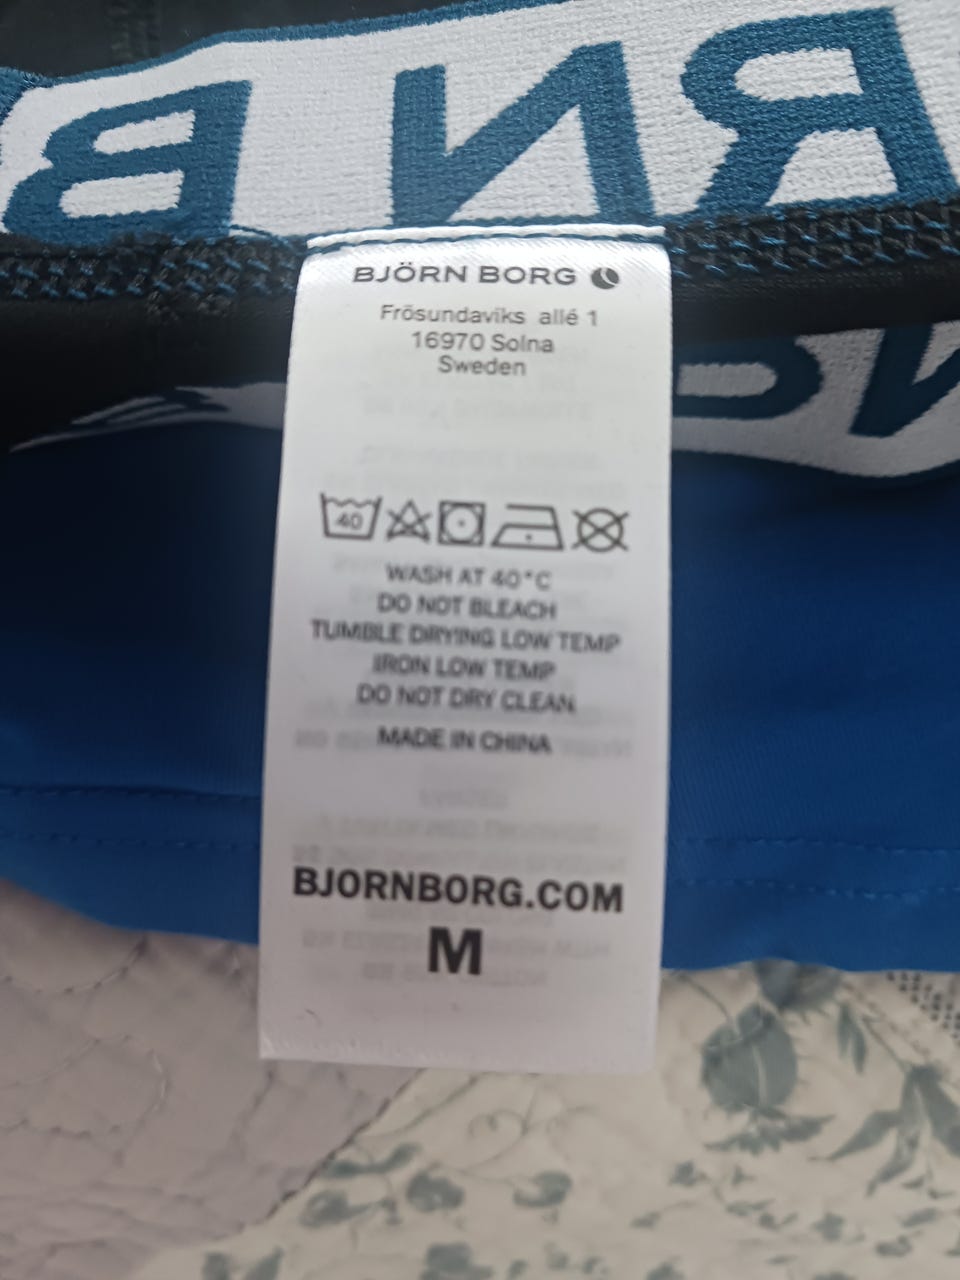 RN B
BJÖRN BORG
Frösundaviks allé 1
16970 Solna
Sweden
40
WASH AT 40°C
DO NOT BLEACH
TUMBLE DRYING LOW TEMP
IRON LOW TEMP
DO NOT DRY CLEAN
MADE IN CHINA
BJORNBORG.COM
M